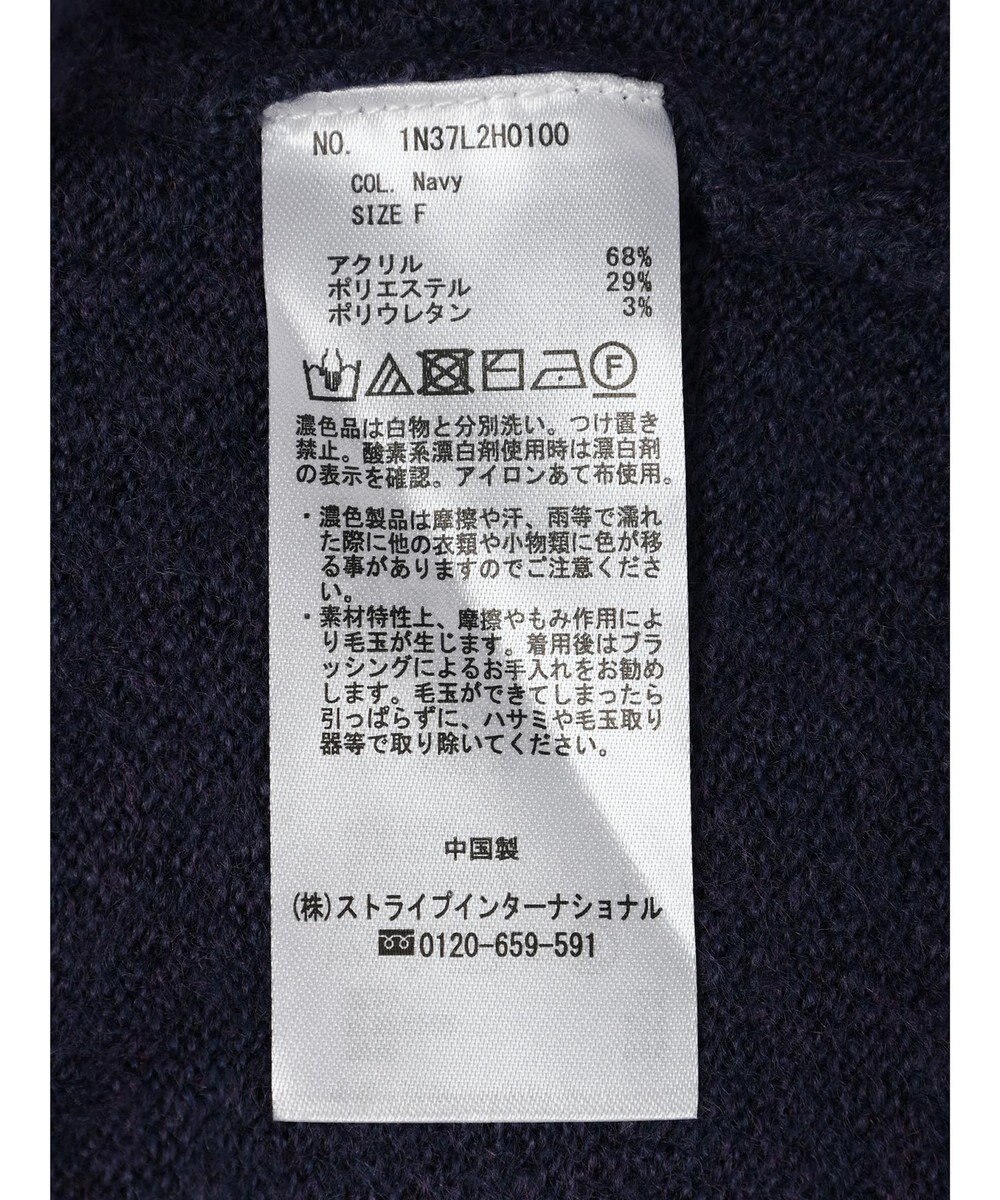 NO. 1N37L2H0100
COL. Navy
SIZE F
アクリル 68%
ポリエステル 29%
ポリウレタン 3%
F
濃色品は白物と分別洗い。つけ置き
禁止。酸素系漂白剤使用時は漂白剤
の表示を確認。アイロンあて布使用。
・濃色製品は摩擦や汗、雨等で濡れ
た際に他の衣類や小物類に色が移
る事がありますのでご注意くださ
い。
・素材特性上、摩擦やもみ作用によ
り毛玉が生じます。着用後はブラ
ッシングによるお手入れをお勧め
します。毛玉ができてしまったら
引っぱらずに、ハサミや毛玉取り
器等で取り除いてください。
中国製
(株)ストライプインターナショナル
0120-659-591